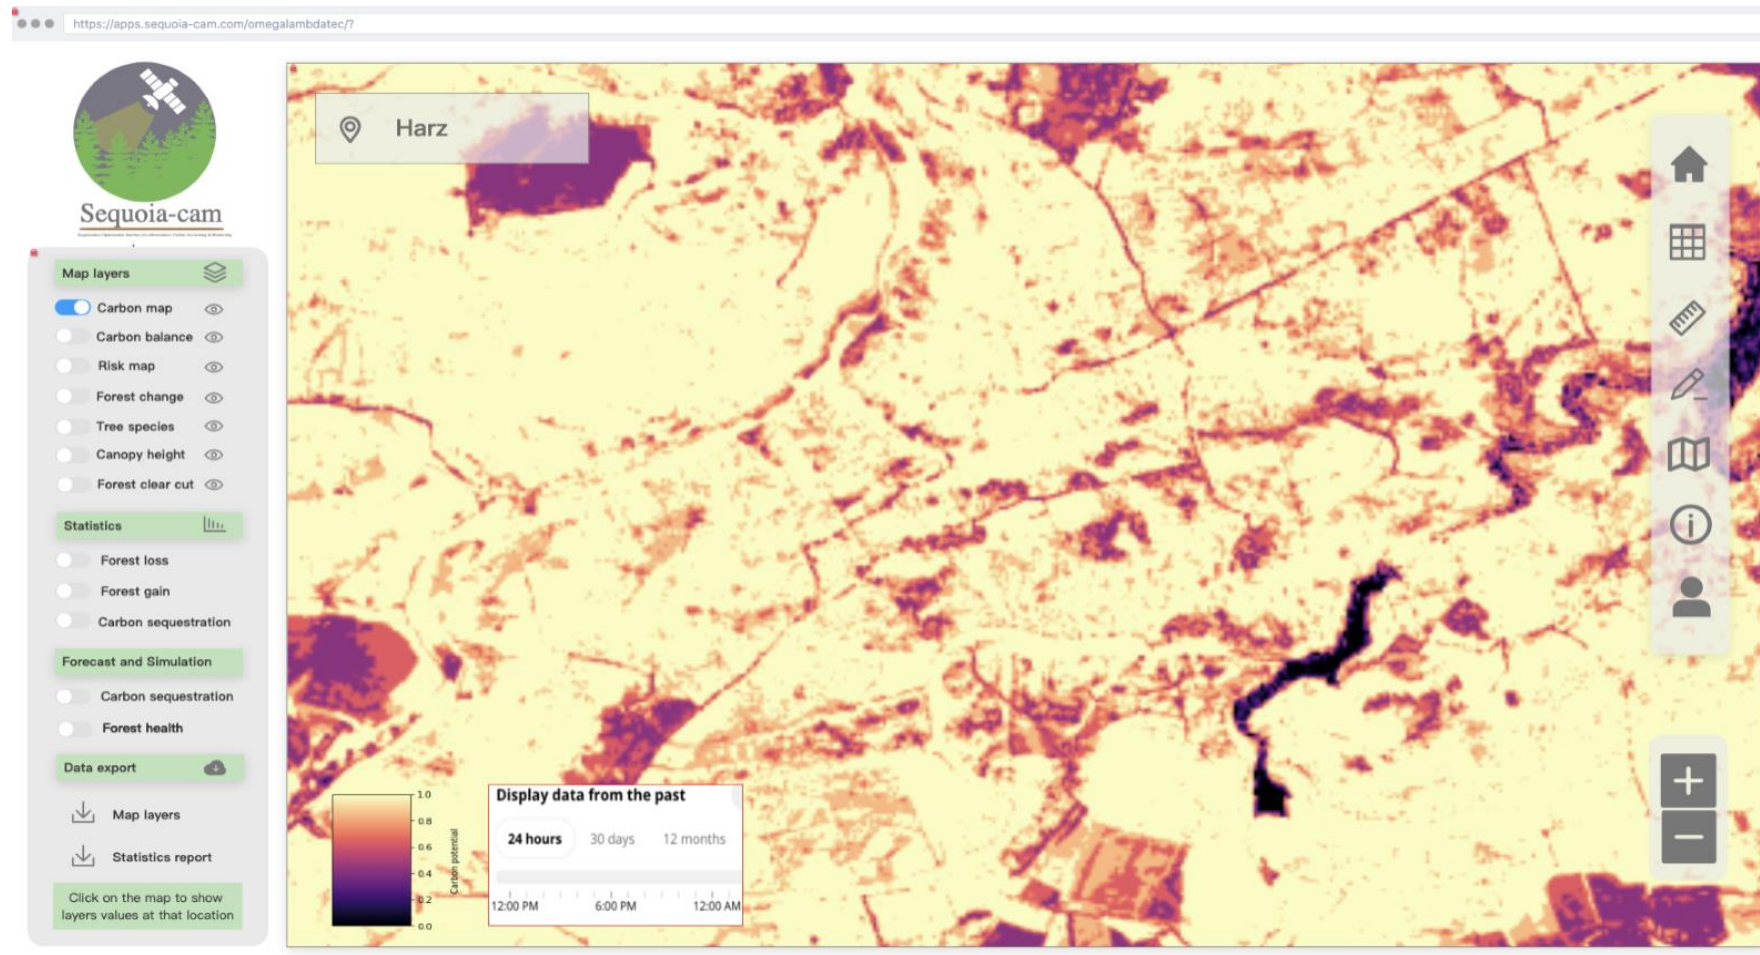 https://apps.sequoia-cam.com/omegalambdatec/?
Sequoia-cam
Harz
Map layers
Carbon map
Carbon balance
Risk map
Forest change
Tree species
Canopy height
Forest clear cut
Statistics
Forest loss
Forest gain
Carbon sequestration
Forecast and Simulation
Carbon sequestration
Forest health
Data export
Map layers
Statistics report
Click on the map to show
layers values at that location
1.0
0.8
0.6
0.4
0.2
0.0
Carbon potential
Display data from the past
24 hours 30 days 12 months
12:00 PM 6:00 PM 12:00 AM